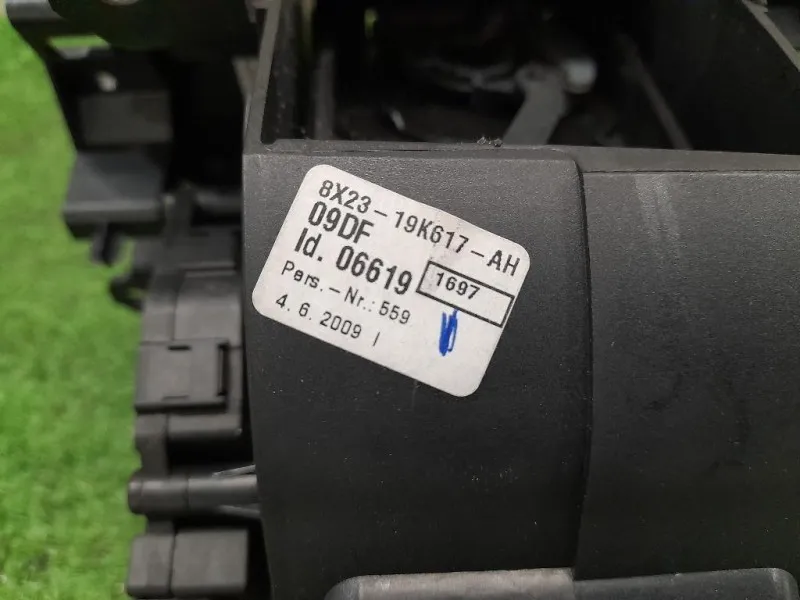 8X23-19K617-AH
09DF
Id. 06619
1697
Pers.-Nr.: 559
4. 6. 2009 |